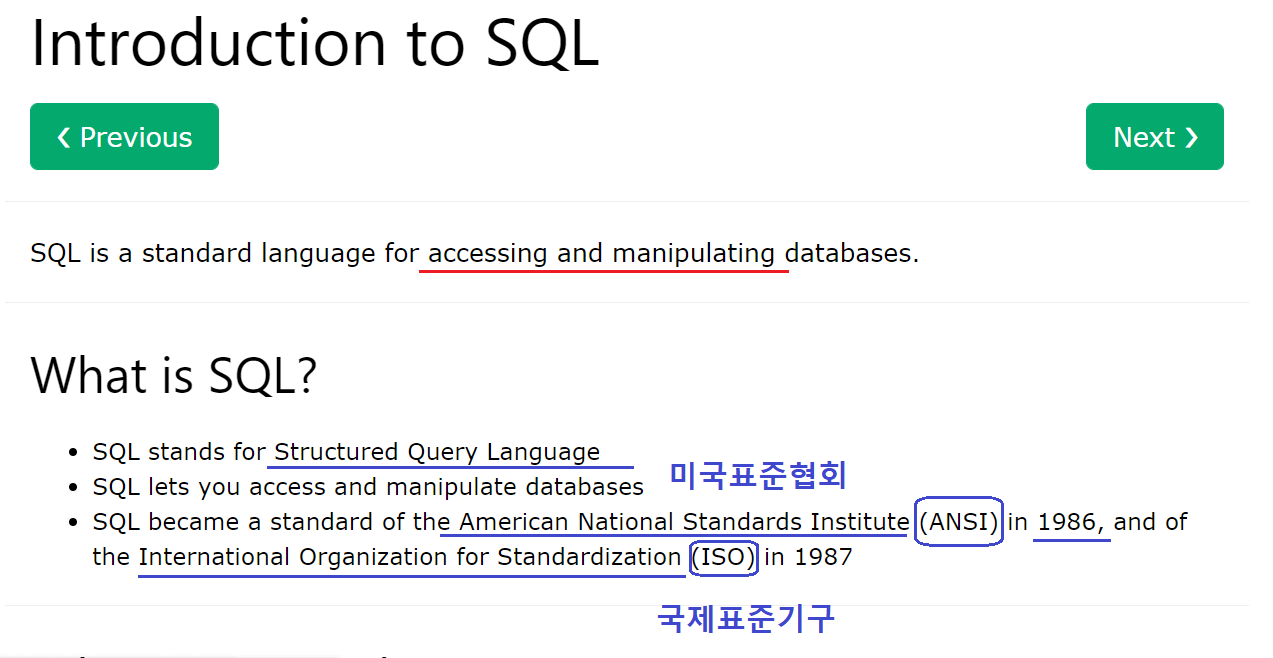 Introduction to SQL
❮ Previous
Next ❯
SQL is a standard language for accessing and manipulating databases.
What is SQL?
• SQL stands for Structured Query Language
미국표준협회
• SQL lets you access and manipulate databases
• SQL became a standard of the American National Standards Institute (ANSI) in 1986, and of
the International Organization for Standardization (ISO) in 1987
국제표준기구